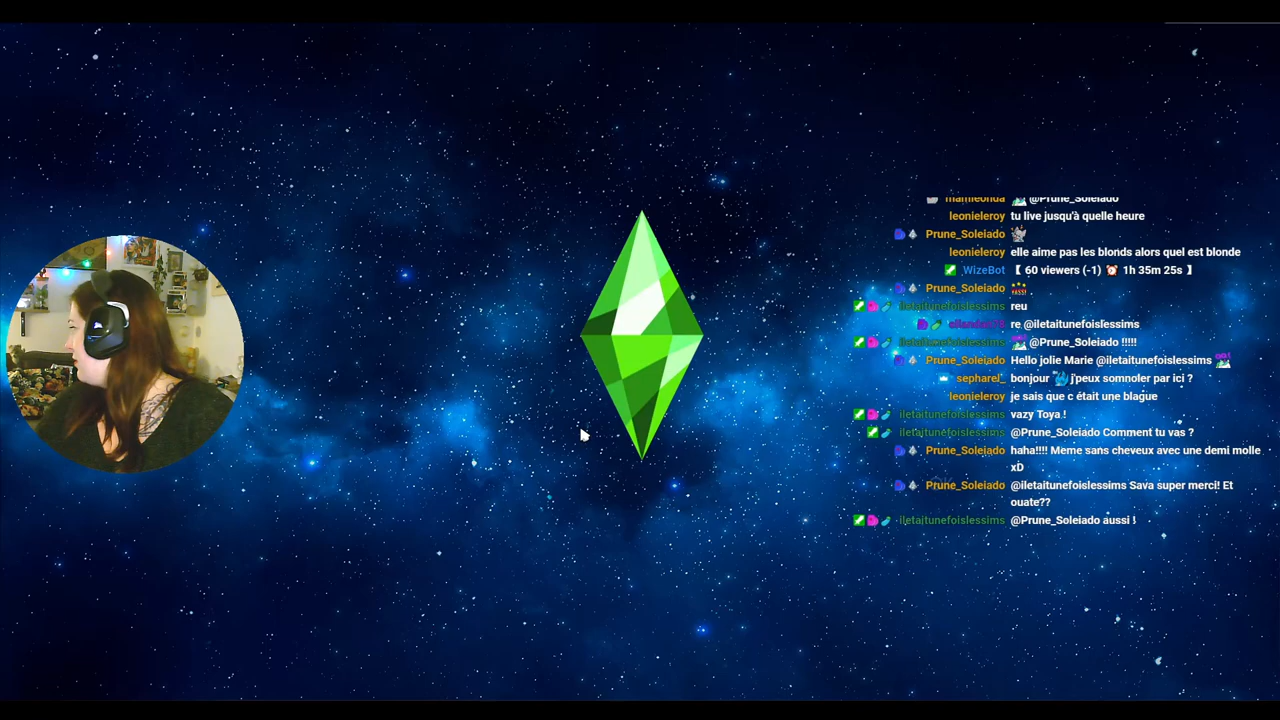 mamieonda @Prune_Soleiado
leonieleroy tu live jusqu'à quelle heure
Prune_Soleiado
leonieleroy elle aime pas les blonds alors quel est blonde
WizeBot 【 60 viewers (-1) ⏰ 1h 35m 25s 】
Prune_Soleiado
iletaitunefoislessims reu
re @iletaitunefoislessims
iletaitunefoislessims @Prune_Soleiado !!!!!
Prune_Soleiado Hello jolie Marie @iletaitunefoislessims
sepharel_ bonjour j'peux somnoler par ici ?
leonieleroy je sais que c était une blague
iletaitunefoislessims vazy Toya !
iletaitunefoislessims @Prune_Soleiado Comment tu vas ?
Prune_Soleiado haha!!!! Meme sans cheveux avec une demi molle
xD
Prune_Soleiado @iletaitunefoislessims Sava super merci! Et
ouate??
iletaitunefoislessims @Prune_Soleiado aussi !